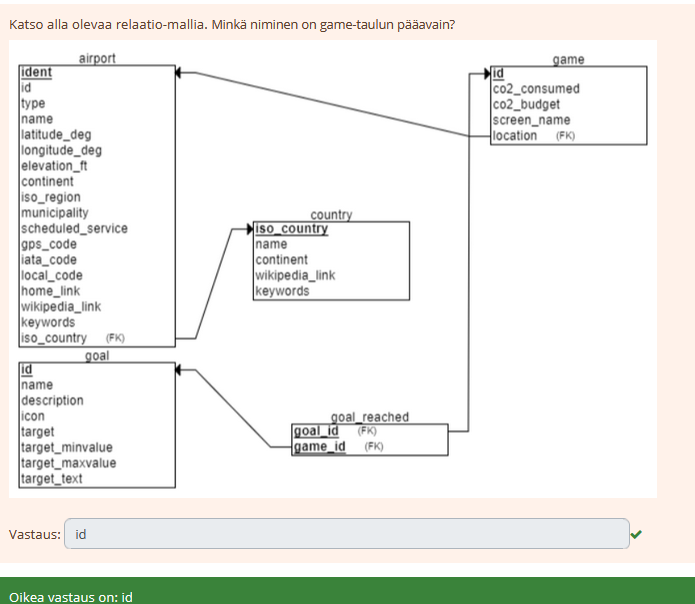 Katso alla olevaa relaatio-mallia. Minkä niminen on game-taulun pääavain?
airport
ident
id
type
name
latitude_deg
longitude_deg
elevation_ft
continent
iso_region
municipality
scheduled_service
gps_code
iata_code
local_code
home_link
wikipedia_link
keywords
iso_country (FK)
game
id
co2_consumed
co2_budget
screen_name
location (FK)
country
iso_country
name
continent
wikipedia_link
keywords
goal
id
name
description
icon
target
target_minvalue
target_maxvalue
target_text
goal_reached
goal_id (FK)
game_id (FK)
Vastaus: id
Oikea vastaus on: id